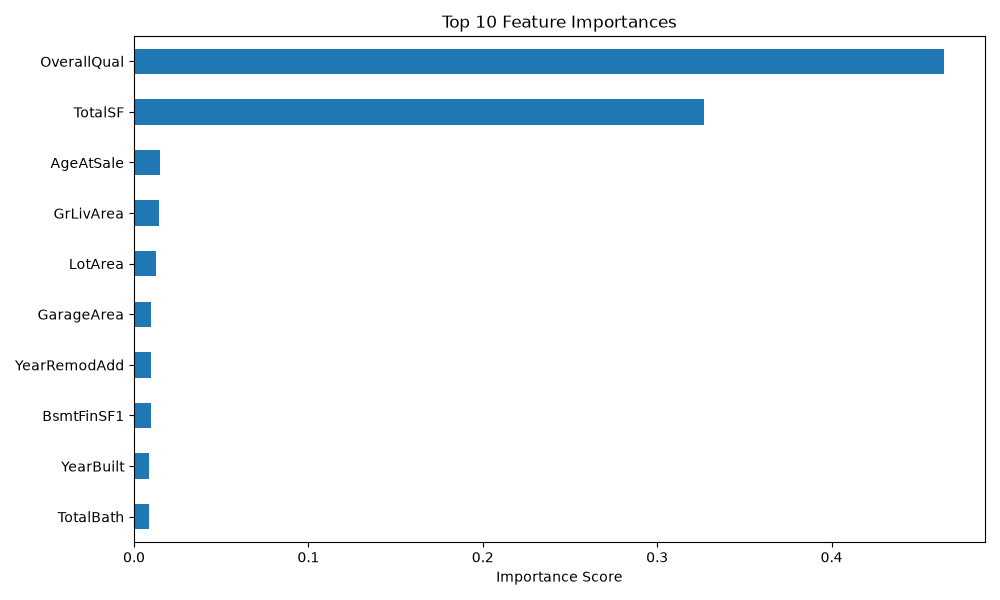 Top 10 Feature Importances
OverallQual
TotalSF
AgeAtSale
GrLivArea
LotArea
GarageArea
YearRemodAdd
BsmtFinSF1
YearBuilt
TotalBath
0.0 0.1 0.2 0.3 0.4
Importance Score